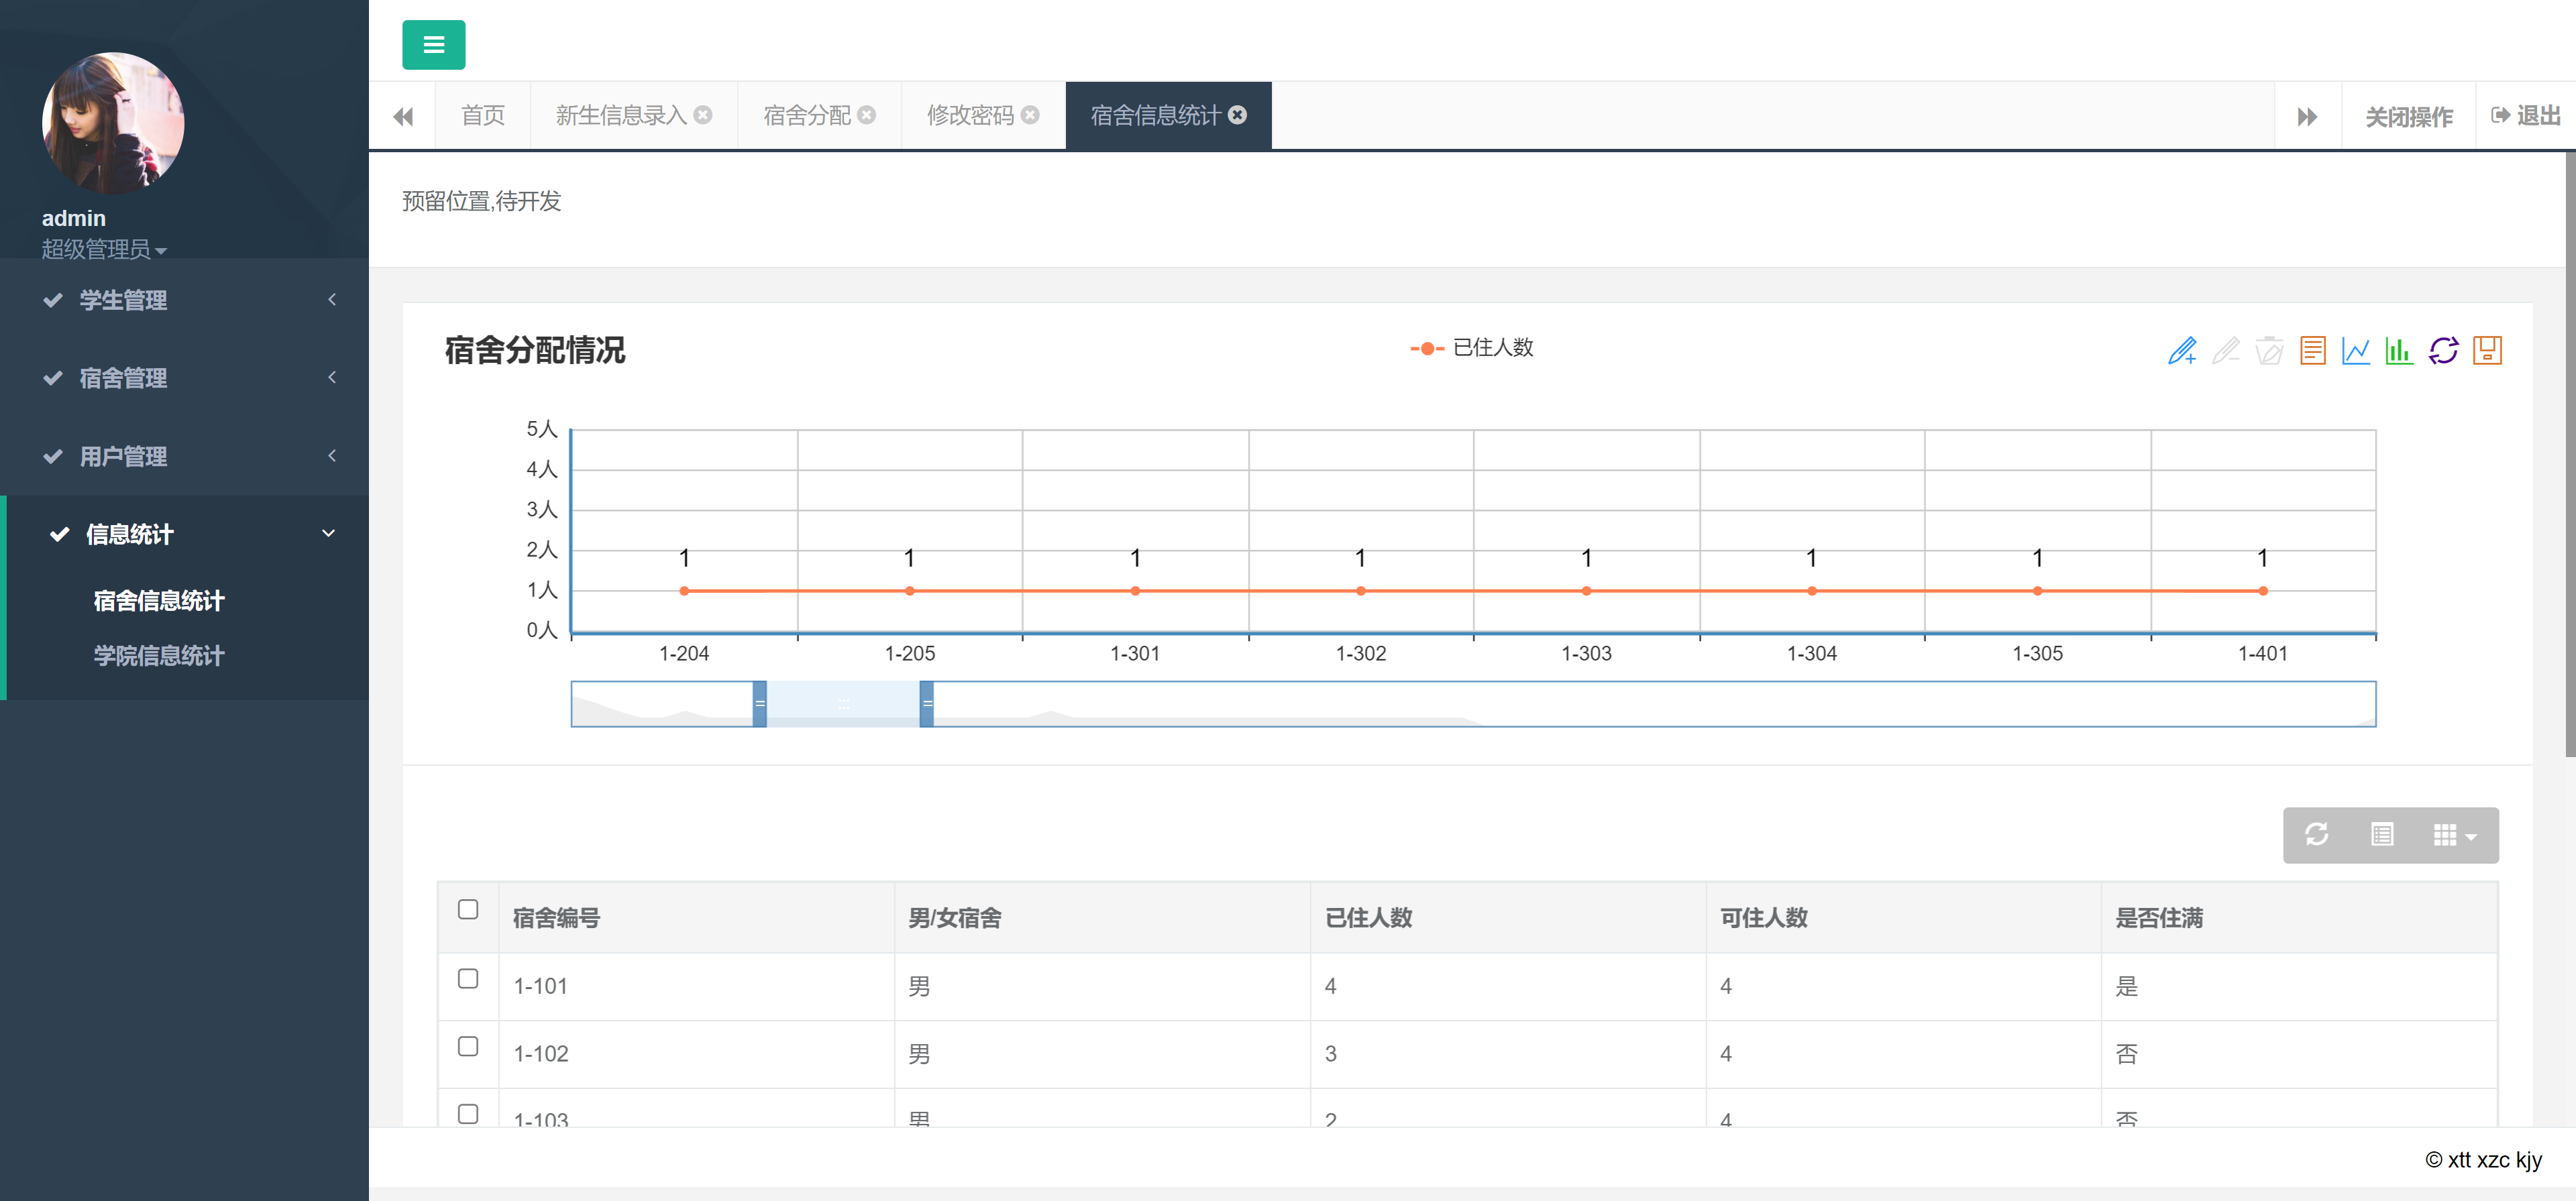 admin
超级管理员
学生管理
宿舍管理
用户管理
信息统计
宿舍信息统计
学院信息统计
首页
新生信息录入
宿舍分配
修改密码
宿舍信息统计
关闭操作
退出
预留位置,待开发
宿舍分配情况
已住人数
5人
4人
3人
2人
1人
0人
1 1 1 1 1 1 1 1
1-204 1-205 1-301 1-302 1-303 1-304 1-305 1-401
宿舍编号 男/女宿舍 已住人数 可住人数 是否住满
1-101 男 4 4 是
1-102 男 3 4 否
1-103 男 2 4 否
© xtt xzc kjy